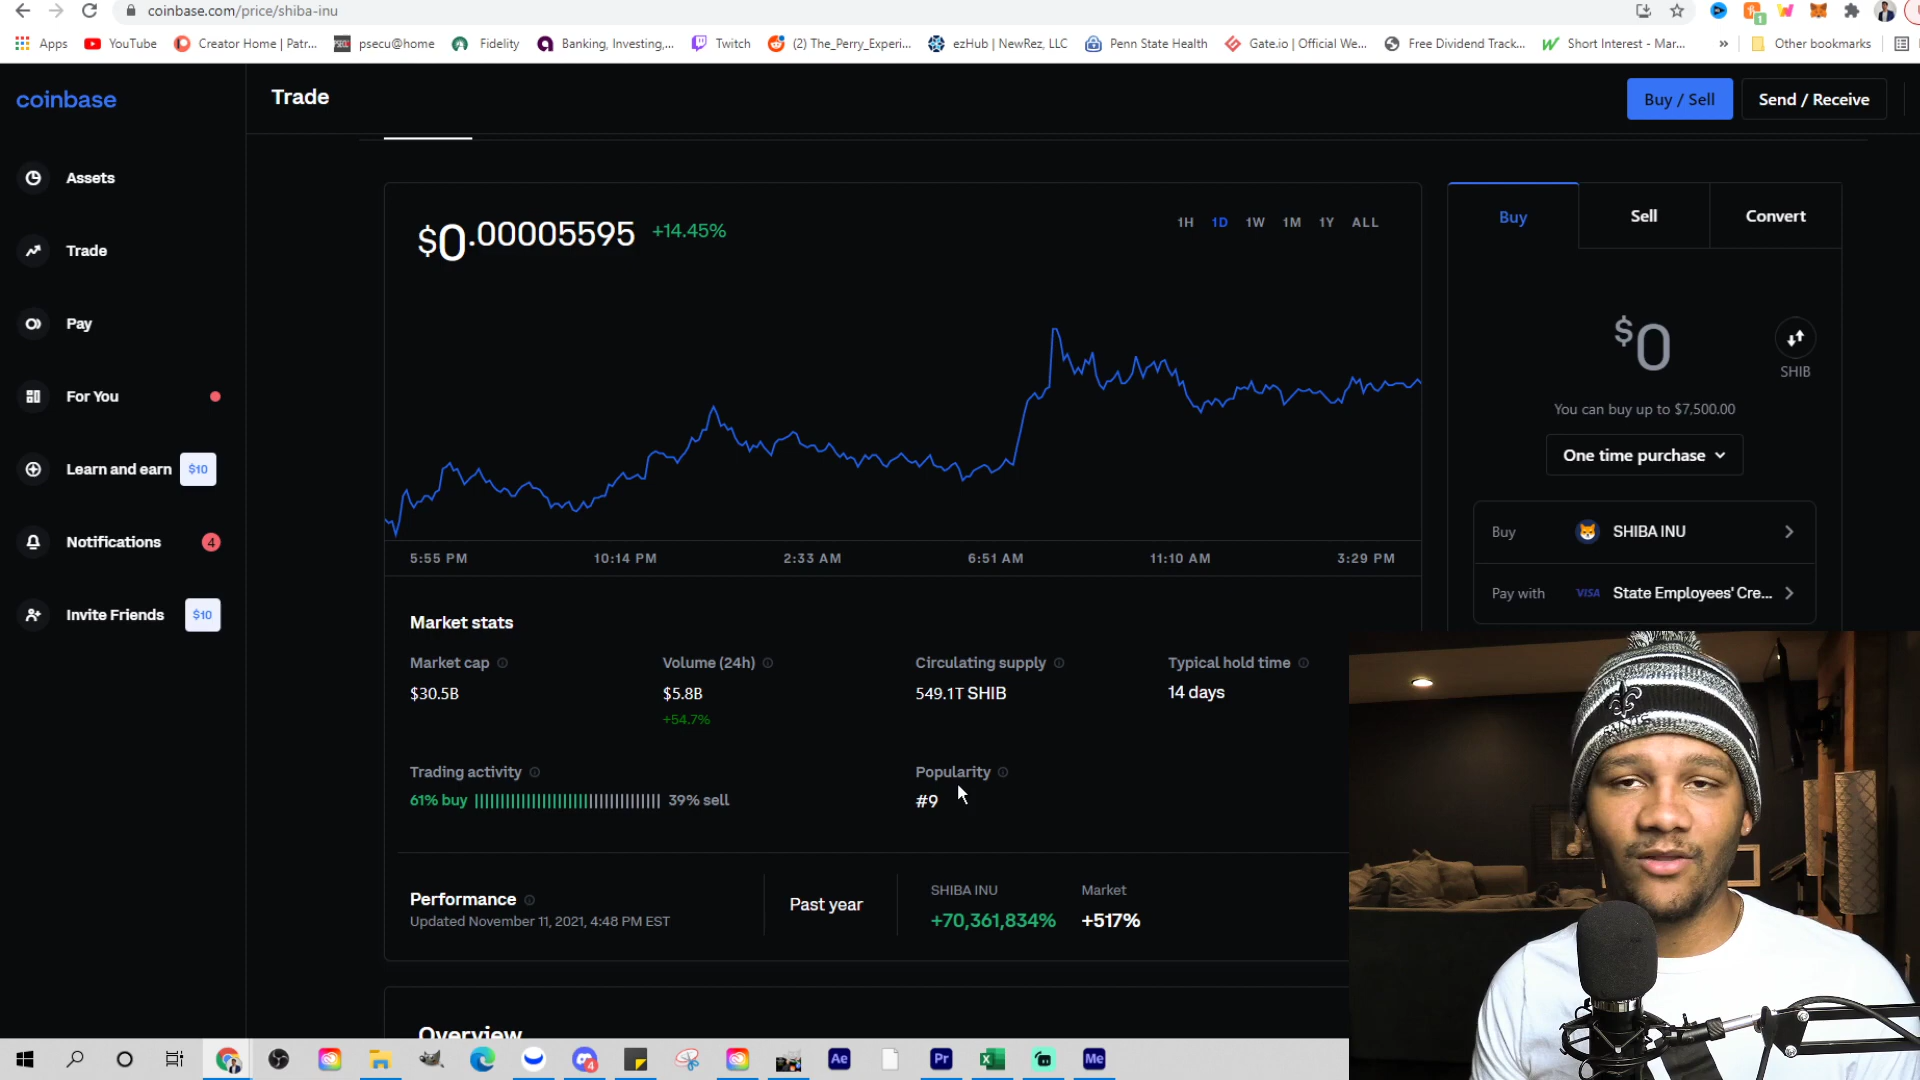 coinbase.com/price/shiba-inu
Apps YouTube Creator Home | Patr... psecu@home Fidelity Banking, Investing,... Twitch (2) The_Perry_Experi... ezHub | NewRez, LLC Penn State Health Gate.io | Official We... Free Dividend Track... Short Interest - Mar... » Other bookmarks
coinbase
Trade
Buy / Sell
Send / Receive
Assets
Trade
Pay
For You
Learn and earn $10
Notifications 4
Invite Friends $10
$0.00005595 +14.45%
1H 1D 1W 1M 1Y ALL
5:55 PM 10:14 PM 2:33 AM 6:51 AM 11:10 AM 3:29 PM
Market stats
Market cap Volume (24h) Circulating supply Typical hold time
$30.5B $5.8B 549.1T SHIB 14 days
+54.7%
Trading activity Popularity
61% buy 39% sell #9
Performance
Updated November 11, 2021, 4:48 PM EST
Past year
SHIBA INU Market
+70,361,834% +517%
Overview
Buy Sell Convert
$0
SHIB
You can buy up to $7,500.00
One time purchase
Buy SHIBA INU
Pay with VISA State Employees' Cre...
4
Ae
Pr
Me